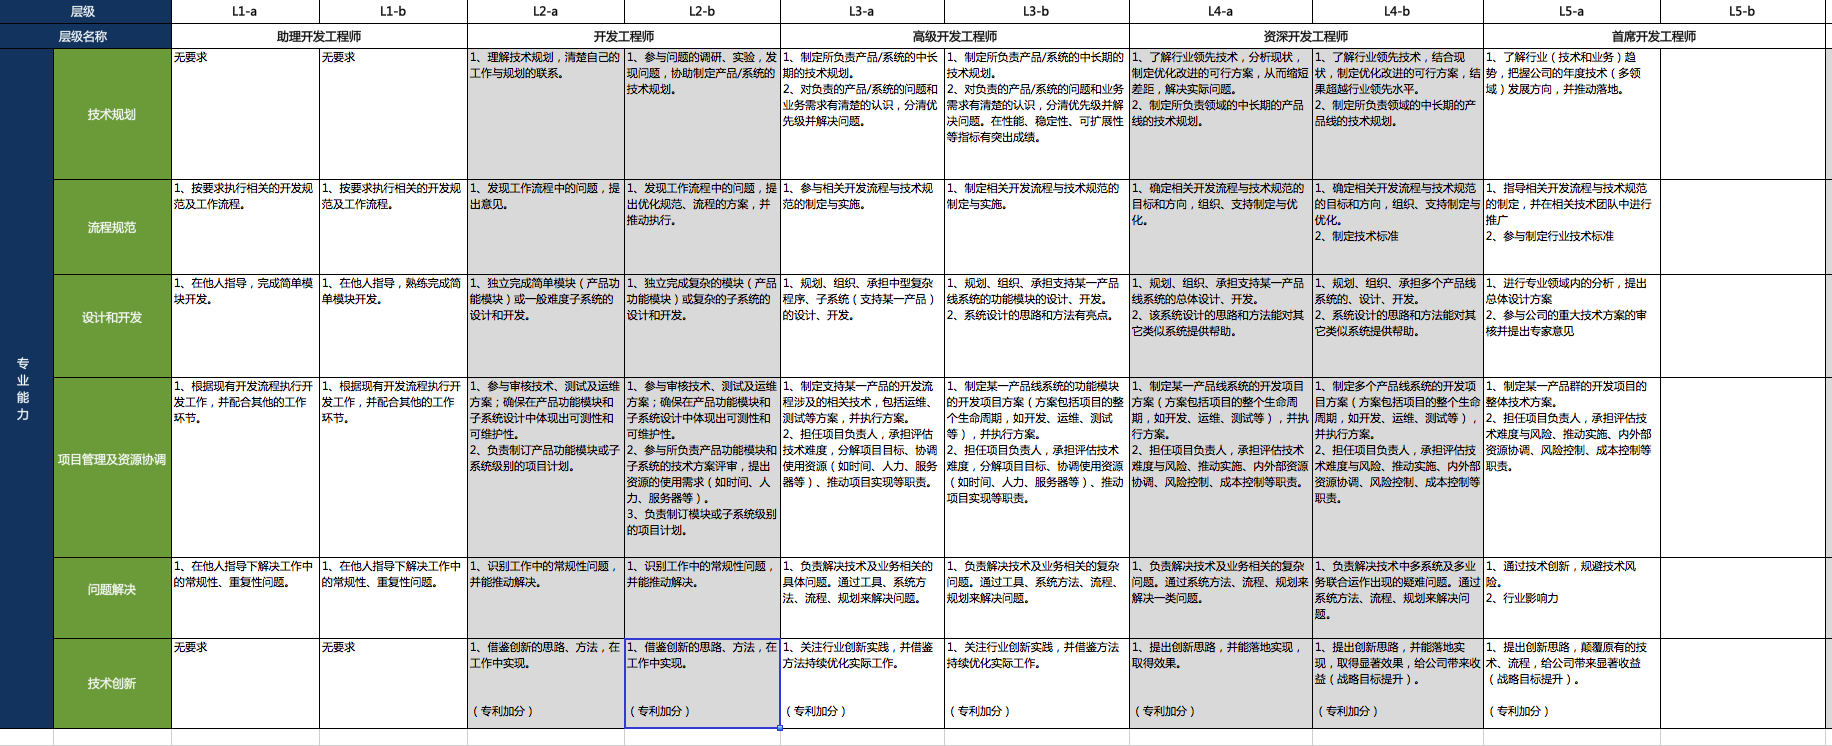 层级
L1-a
L1-b
L2-a
L2-b
L3-a
L3-b
L4-a
L4-b
L5-a
L5-b
层级名称
助理开发工程师
开发工程师
高级开发工程师
资深开发工程师
首席开发工程师
专
业
能
力
技术规划
无要求
无要求
1、理解技术规划，清楚自己的
工作与规划的联系。
1、参与问题的调研、实验，发
现问题，协助制定产品/系统的
技术规划。
1、制定所负责产品/系统的中长
期的技术规划。
2、对负责的产品/系统的问题和
业务需求有清楚的认识，分清优
先级并解决问题。
1、制定所负责产品/系统的中长期的
技术规划。
2、对负责的产品/系统的问题和业务
需求有清楚的认识，分清优先级并解
决问题。在性能、稳定性、可扩展性
等指标有突出成绩。
1、了解行业领先技术，分析现状，
制定优化改进的可行方案，从而缩短
差距，解决实际问题。
2、制定所负责领域的中长期的产品
线的技术规划。
1、了解行业领先技术，结合现
状，制定优化改进的可行方案，结
果超越行业领先水平。
2、制定所负责领域的中长期的产
品线的技术规划。
1、了解行业（技术和业务）趋
势，把握公司的年度技术（多领
域）发展方向，并推动落地。
流程规范
1、按要求执行相关的开发规
范及工作流程。
1、按要求执行相关的开发规
范及工作流程。
1、发现工作流程中的问题，提
出意见。
1、发现工作流程中的问题，提
出优化规范、流程的方案，并
推动执行。
1、参与相关开发流程与技术规
范的制定与实施。
1、制定相关开发流程与技术规范的
制定与实施。
1、确定相关开发流程与技术规范的
目标和方向，组织、支持制定与优
化。
1、确定相关开发流程与技术规范
的目标和方向，组织、支持制定与
优化。
2、制定技术标准
1、指导相关开发流程与技术规范
的制定，并在相关技术团队中进行
推广
2、参与制定行业技术标准
设计和开发
1、在他人指导，完成简单模
块开发。
1、在他人指导，熟练完成简
单模块开发。
1、独立完成简单模块（产品功
能模块）或一般难度子系统的
设计和开发。
1、独立完成复杂的模块（产品
功能模块）或复杂的子系统的
设计和开发。
1、规划、组织、承担中型复杂
程序、子系统（支持某一产品）
的设计、开发。
1、规划、组织、承担支持某一产品
线系统的功能模块的设计、开发。
2、系统设计的思路和方法有亮点。
1、规划、组织、承担支持某一产品
线系统的总体设计、开发。
2、该系统设计的思路和方法能对其
它类似系统提供帮助。
1、规划、组织、承担多个产品线
系统的、设计、开发。
2、系统设计的思路和方法能对其
它类似系统提供帮助。
1、进行专业领域内的分析，提出
总体设计方案
2、参与公司的重大技术方案的审
核并提出专家意见
项目管理及资源协调
1、根据现有开发流程执行开
发工作，并配合其他的工作
环节。
1、根据现有开发流程执行开
发工作，并配合其他的工作
环节。
1、参与审核技术、测试及运维
方案；确保在产品功能模块和
子系统设计中体现出可测性和
可维护性。
2、负责制订产品功能模块或子
系统级别的项目计划。
1、参与审核技术、测试及运维
方案；确保在产品功能模块和
子系统设计中体现出可测性和
可维护性。
2、参与所负责产品功能模块和
子系统的技术方案评审，提出
资源的使用需求（如时间、人
力、服务器等）。
3、负责制订模块或子系统级别
的项目计划。
1、制定支持某一产品的开发流
程涉及的相关技术，包括运维、
测试等方案，并执行方案。
2、担任项目负责人，承担评估
技术难度，分解项目目标、协调
使用资源（如时间、人力、服务
器等）、推动项目实现等职责。
1、制定某一产品线系统的功能模块
的开发项目方案（方案包括项目的整
个生命周期，如开发、运维、测试
等），并执行方案。
2、担任项目负责人，承担评估技术
难度，分解项目目标、协调使用资源
（如时间、人力、服务器等）、推动
项目实现等职责。
1、制定某一产品线系统的开发项目
方案（方案包括项目的整个生命周
期，如开发、运维、测试等），并执
行方案。
2、担任项目负责人，承担评估技术
难度与风险、推动实施、内外部资源
协调、风险控制、成本控制等职责。
1、制定多个产品线系统的开发项
目方案（方案包括项目的整个生命
周期，如开发、运维、测试等），
并执行方案。
2、担任项目负责人，承担评估技
术难度与风险、推动实施、内外部
资源协调、风险控制、成本控制等
职责。
1、制定某一产品群的开发项目的
整体技术方案。
2、担任项目负责人，承担评估技
术难度与风险、推动实施、内外部
资源协调、风险控制、成本控制等
职责。
问题解决
1、在他人指导下解决工作中
的常规性、重复性问题。
1、在他人指导下解决工作中
的常规性、重复性问题。
1、识别工作中的常规性问题，
并能推动解决。
1、识别工作中的常规性问题，
并能推动解决。
1、负责解决技术及业务相关的
具体问题。通过工具、系统方
法、流程、规划来解决问题。
1、负责解决技术及业务相关的复杂
问题。通过工具、系统方法、流程、
规划来解决问题。
1、负责解决技术及业务相关的复杂
问题。通过系统方法、流程、规划来
解决一类问题。
1、负责解决技术中多系统及多业
务联合运作出现的疑难问题。通过
系统方法、流程、规划来解决问
题。
1、通过技术创新，规避技术风
险。
2、行业影响力
技术创新
无要求
无要求
1、借鉴创新的思路、方法，在
工作中实现。
（专利加分）
1、借鉴创新的思路、方法，在
工作中实现。
（专利加分）
1、关注行业创新实践，并借鉴
方法持续优化实际工作。
（专利加分）
1、关注行业创新实践，并借鉴方法
持续优化实际工作。
（专利加分）
1、提出创新思路，并能落地实现，
取得效果。
（专利加分）
1、提出创新思路，并能落地实
现，取得显著效果，给公司带来收
益（战略目标提升）。
（专利加分）
1、提出创新思路，颠覆原有的技
术、流程，给公司带来显著收益
（战略目标提升）。
（专利加分）